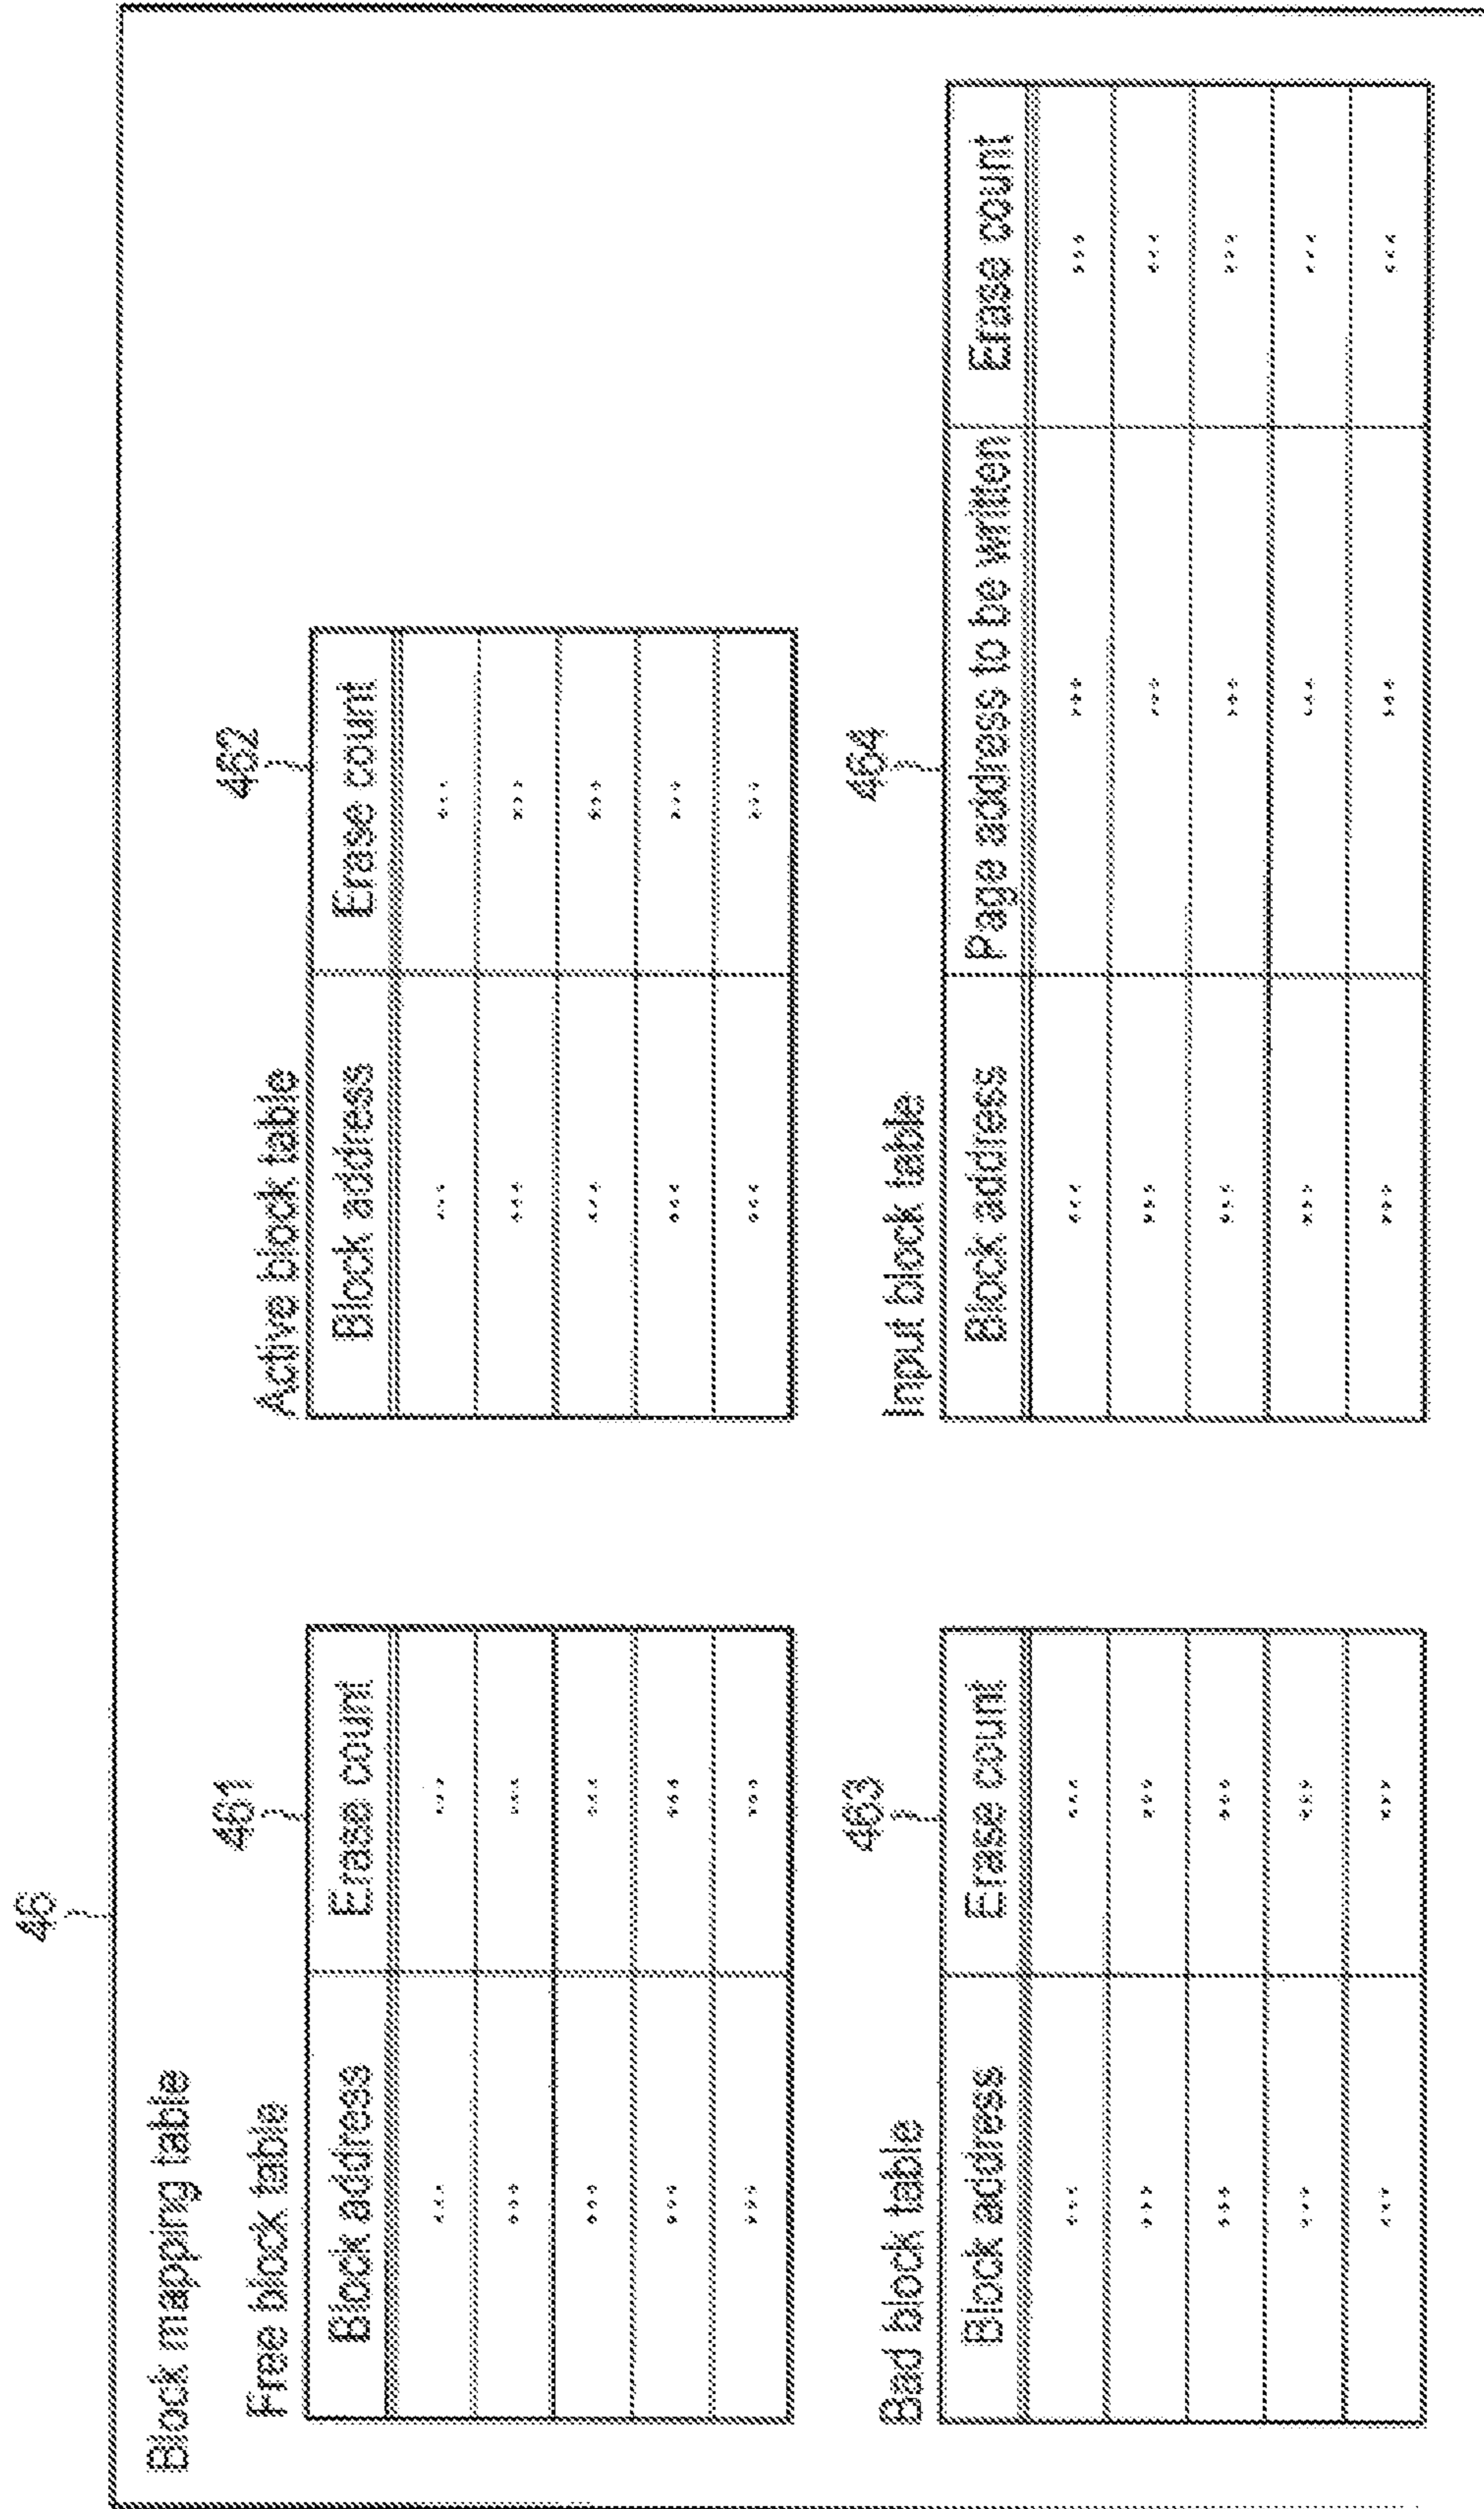 46
Block mapping table
461
Free block table
Block address Erase count
... ...
... ...
... ...
... ...
... ...
462
Active block table
Block address Erase count
... ...
... ...
... ...
... ...
... ...
463
Bad block table
Block address Erase count
... ...
... ...
... ...
... ...
... ...
464
Input block table
Block address Page address to be written Erase count
... ... ...
... ... ...
... ... ...
... ... ...
... ... ...